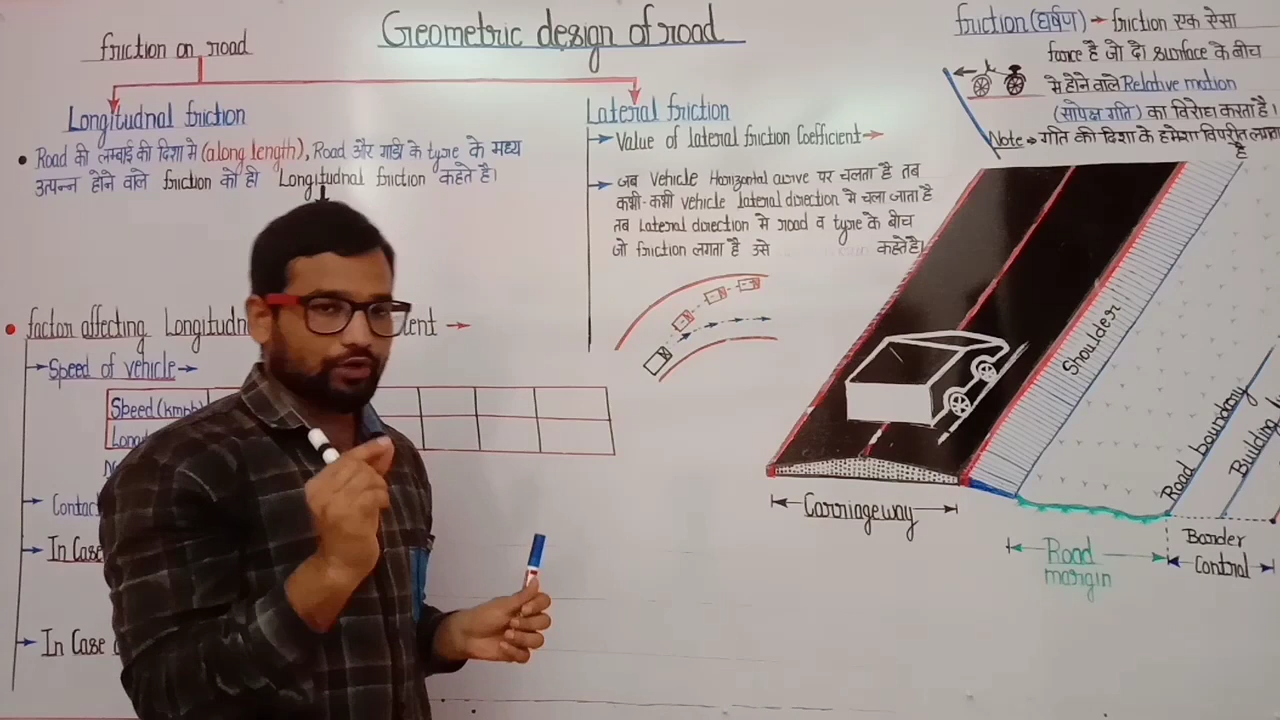 Geometric design of road
friction on road
Longitudnal friction
Road की लम्बाई की दिशा मे (along length), Road और गाडी के tyre के मध्य
उत्पन्न होने वाले friction को ही Longitudnal friction कहते है।
factor affecting
Speed of vehicle
Speed (kmph)
In Case
In Case
Lateral friction
Value of lateral friction Coefficient
जब Vehicle Horizontal curve पर चलता है तब
कभी-कभी vehicle lateral direction मे चला जाता है
तब Lateral direction मे road व tyre के बीच
जो friction लगता है उसे कहते है।
friction (घर्षण) → friction एक ऐसा
force है जो दो surface के बीच
मे होने वाले Relative motion
(सापेक्ष गति) का विरोध करता है।
Note → गति की दिशा के हमेशा विपरीत लगता
है
Shoulder
Road boundary
Carriageway
Road
margin
Border
Control